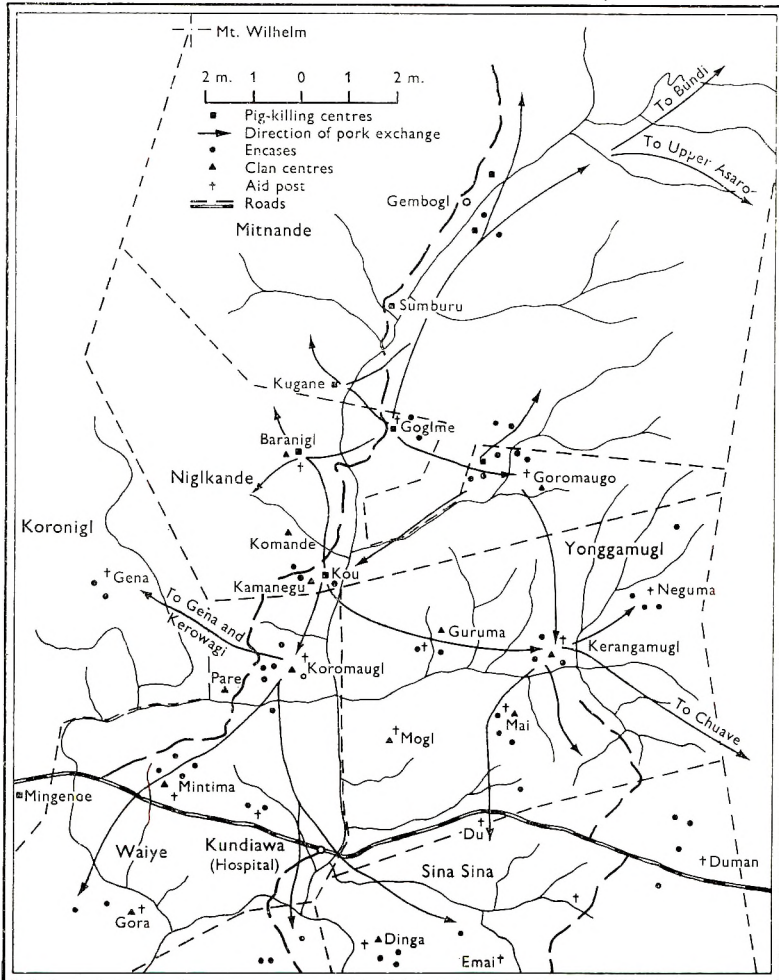 Mt. Wilhelm
2 m. 1 0 1 2 m.
Pig-killing centres
Direction of pork exchange
Encases
Clan centres
Aid post
Roads
To Bundi
To Upper Asaro
Gembogl
Mitnande
Sumburu
Kugane
Goglme
Baranigl
Goromaugo
Niglkande
Koronigl
Komande
Yonggamugl
Gena
Kou
Kamanegu
Neguma
To Gena and
Kerowagi
Guruma
Kerangamugl
Koromaugl
Pare
To Chuave
Mai
Mogl
Mintima
Mingenoe
Du
Waiye
Kundiawa
(Hospital)
Sina Sina
Duman
Gora
Dinga
Emai